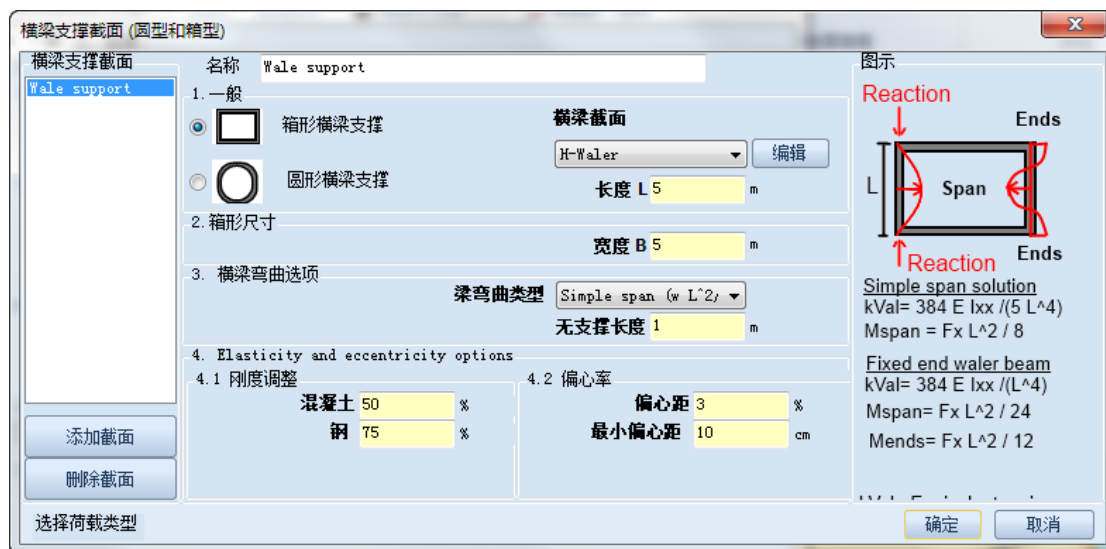 横梁支撑截面 (圆型和箱型)
横梁支撑截面
Wale support
添加截面
删除截面
名称 Wale support
1.一般
箱形横梁支撑
圆形横梁支撑
横梁截面
H-Waler 编辑
长度 L 5 m
2.箱形尺寸
宽度 B 5 m
3. 横梁弯曲选项
梁弯曲类型 Simple span (w L^2/
无支撑长度 1 m
4. Elasticity and eccentricity options
4.1 刚度调整
混凝土 50 %
钢 75 %
4.2 偏心率
偏心距 3 %
最小偏心距 10 cm
图示
Reaction
Ends
L
Span
Ends
Reaction
Simple span solution
kVal= 384 E Ixx /(5 L^4)
Mspan = Fx L^2 / 8
Fixed end waler beam
kVal= 384 E Ixx /(L^4)
Mspan= Fx L^2 / 24
Mends= Fx L^2 / 12
选择荷载类型
确定 取消